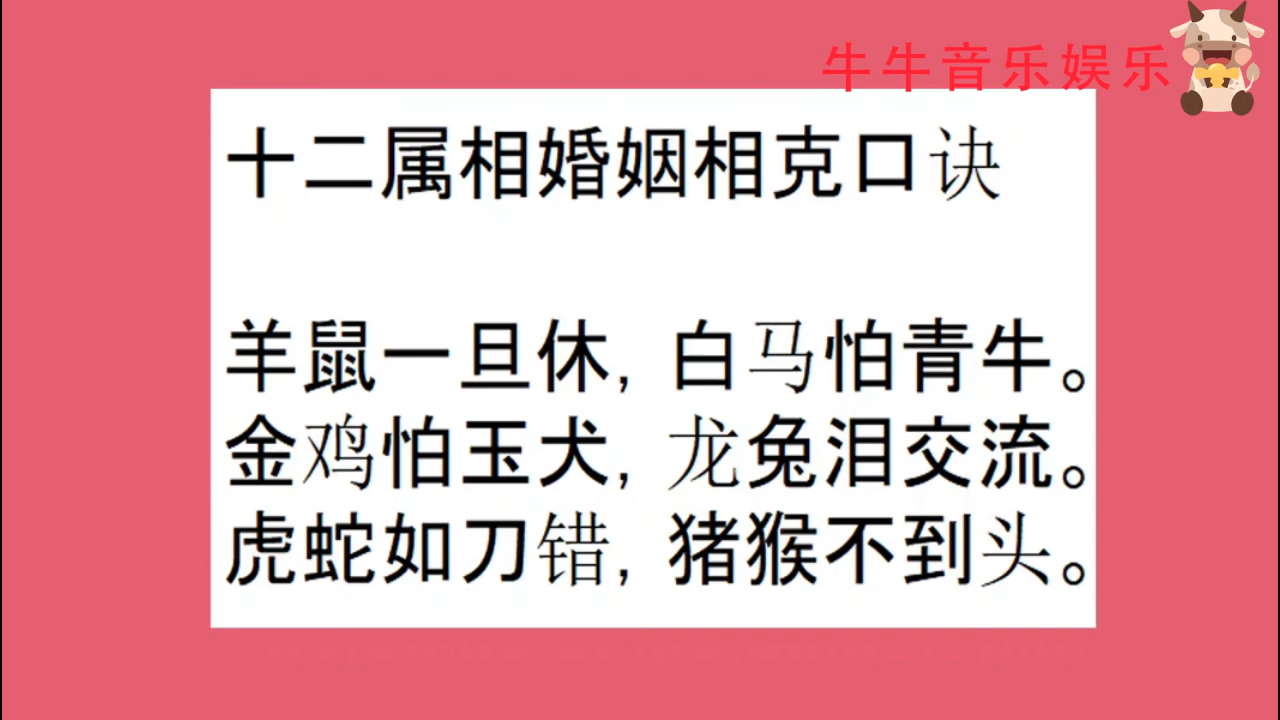 牛牛音乐娱乐
十二属相婚姻相克口诀
羊鼠一旦休, 白马怕青牛。
金鸡怕玉犬, 龙兔泪交流。
虎蛇如刀错, 猪猴不到头。